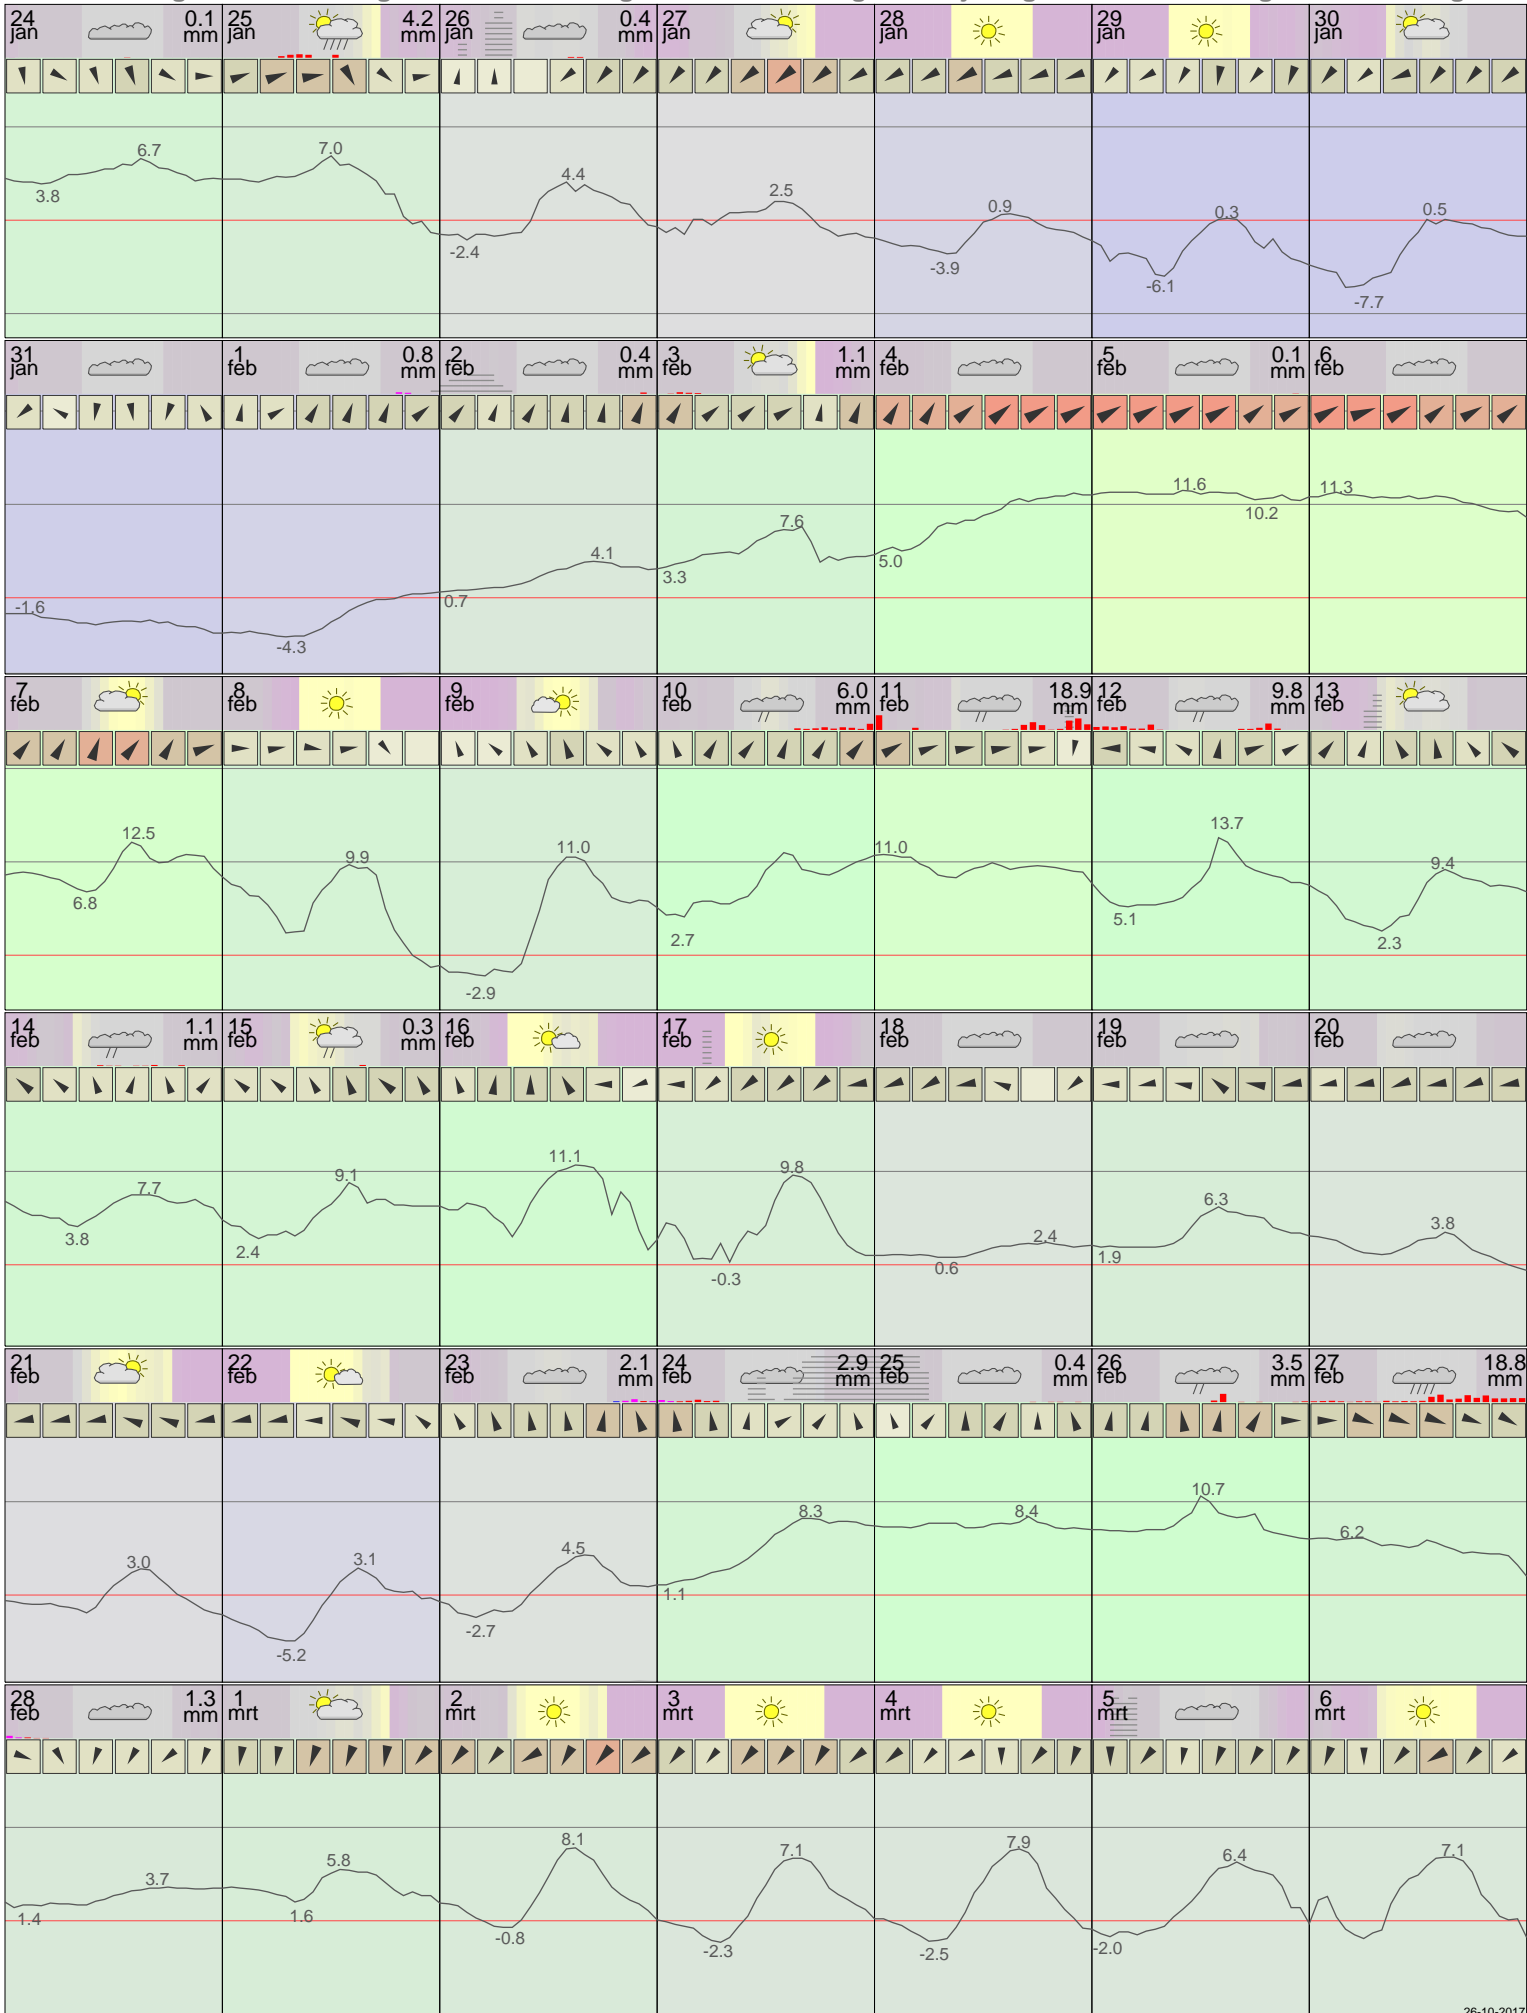 24 jan 0.1 mm 25 jan 4.2 mm 26 jan 0.4 mm 27 jan 28 jan 29 jan 30 jan
3.8 6.7 7.0 -2.4 4.4 2.5 -3.9 0.9 -6.1 0.3 -7.7 0.5
31 jan 1 feb 0.8 mm 2 feb 0.4 mm 3 feb 1.1 mm 4 feb 5 feb 0.1 mm 6 feb
-1.6 -4.3 0.7 4.1 3.3 7.6 5.0 11.6 10.2 11.3
7 feb 8 feb 9 feb 10 feb 6.0 mm 11 feb 18.9 mm 12 feb 9.8 mm 13 feb
6.8 12.5 9.9 -2.9 11.0 2.7 11.0 5.1 13.7 2.3 9.4
14 feb 1.1 mm 15 feb 0.3 mm 16 feb 17 feb 18 feb 19 feb 20 feb
3.8 7.7 2.4 9.1 11.1 -0.3 9.8 0.6 2.4 1.9 6.3 3.8
21 feb 22 feb 23 feb 2.1 mm 24 feb 2.9 mm 25 feb 0.4 mm 26 feb 3.5 mm 27 feb 18.8 mm
3.0 -5.2 3.1 -2.7 4.5 1.1 8.3 8.4 10.7 6.2
28 feb 1.3 mm 1 mrt 2 mrt 3 mrt 4 mrt 5 mrt 6 mrt
1.4 3.7 1.6 5.8 -0.8 8.1 -2.3 7.1 -2.5 7.9 -2.0 6.4 7.1
26-10-2017